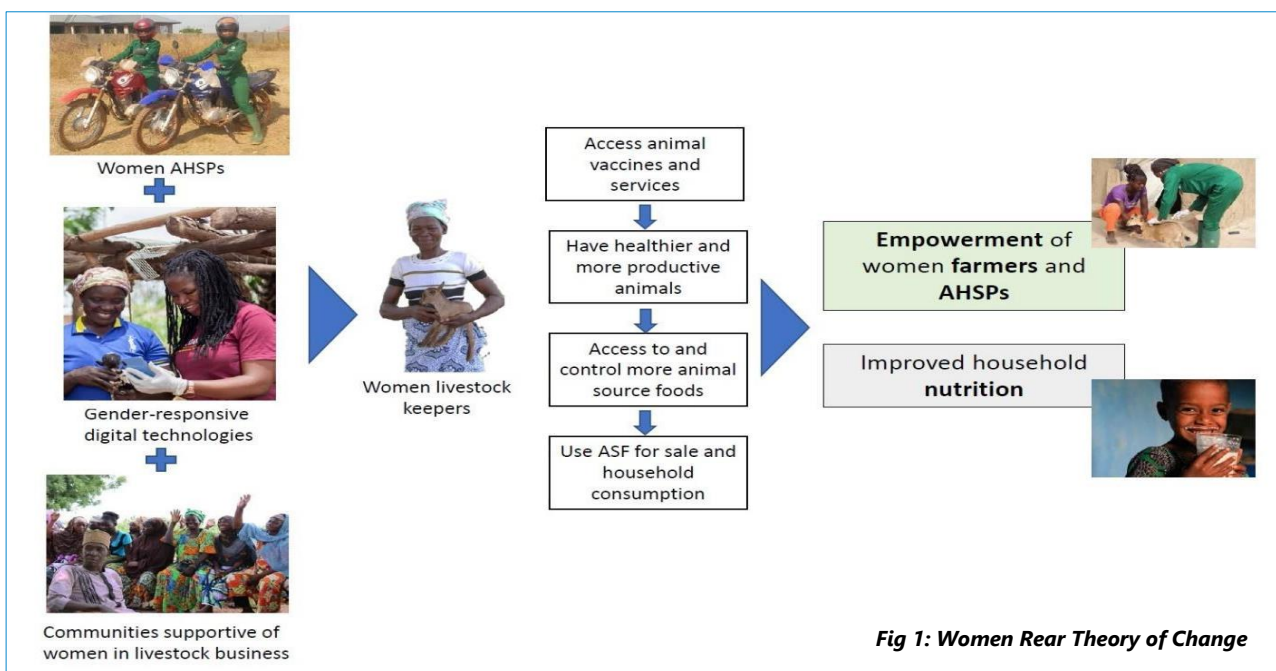 Women AHSPs
Gender-responsive
digital technologies
Communities supportive of
women in livestock business
Women livestock
keepers
Access animal
vaccines and
services
Have healthier and
more productive
animals
Access to and
control more animal
source foods
Use ASF for sale and
household
consumption
Empowerment of
women farmers and
AHSPs
Improved household
nutrition
Fig 1: Women Rear Theory of Change